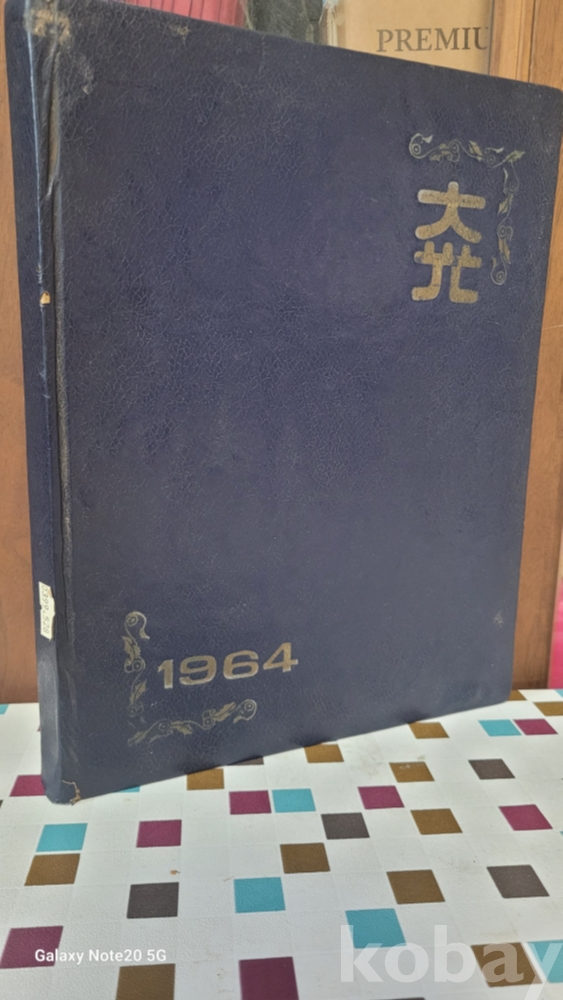 PREMIU
大
光
1964
Galaxy Note20 5G
kobay